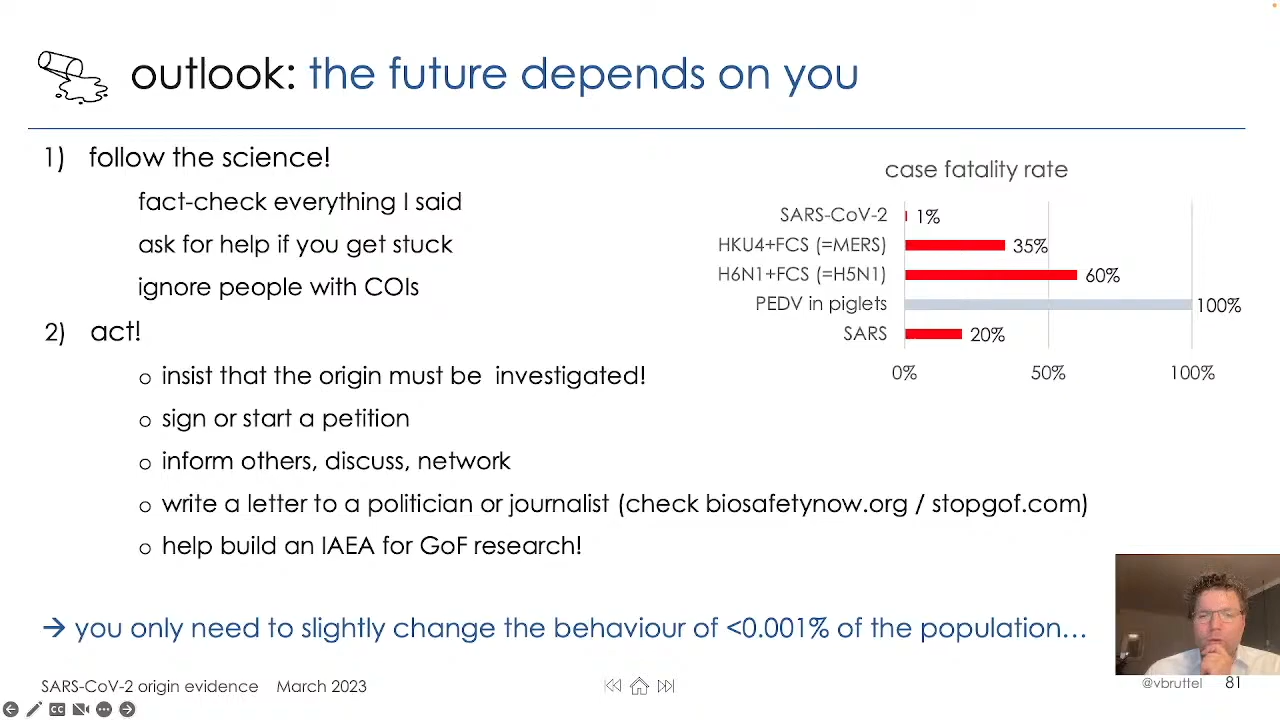 outlook: the future depends on you
1) follow the science!
fact-check everything I said
ask for help if you get stuck
ignore people with COIs
2) act!
o insist that the origin must be  investigated!
o sign or start a petition
o inform others, discuss, network
o write a letter to a politician or journalist (check biosafetynow.org / stopgof.com)
o help build an IAEA for GoF research!
case fatality rate
SARS-CoV-2 1%
HKU4+FCS (=MERS) 35%
H6N1+FCS (=H5N1) 60%
PEDV in piglets 100%
SARS 20%
0% 50% 100%
→ you only need to slightly change the behaviour of <0.001% of the population…
SARS-CoV-2 origin evidence March 2023
@vbruttel 81
CC